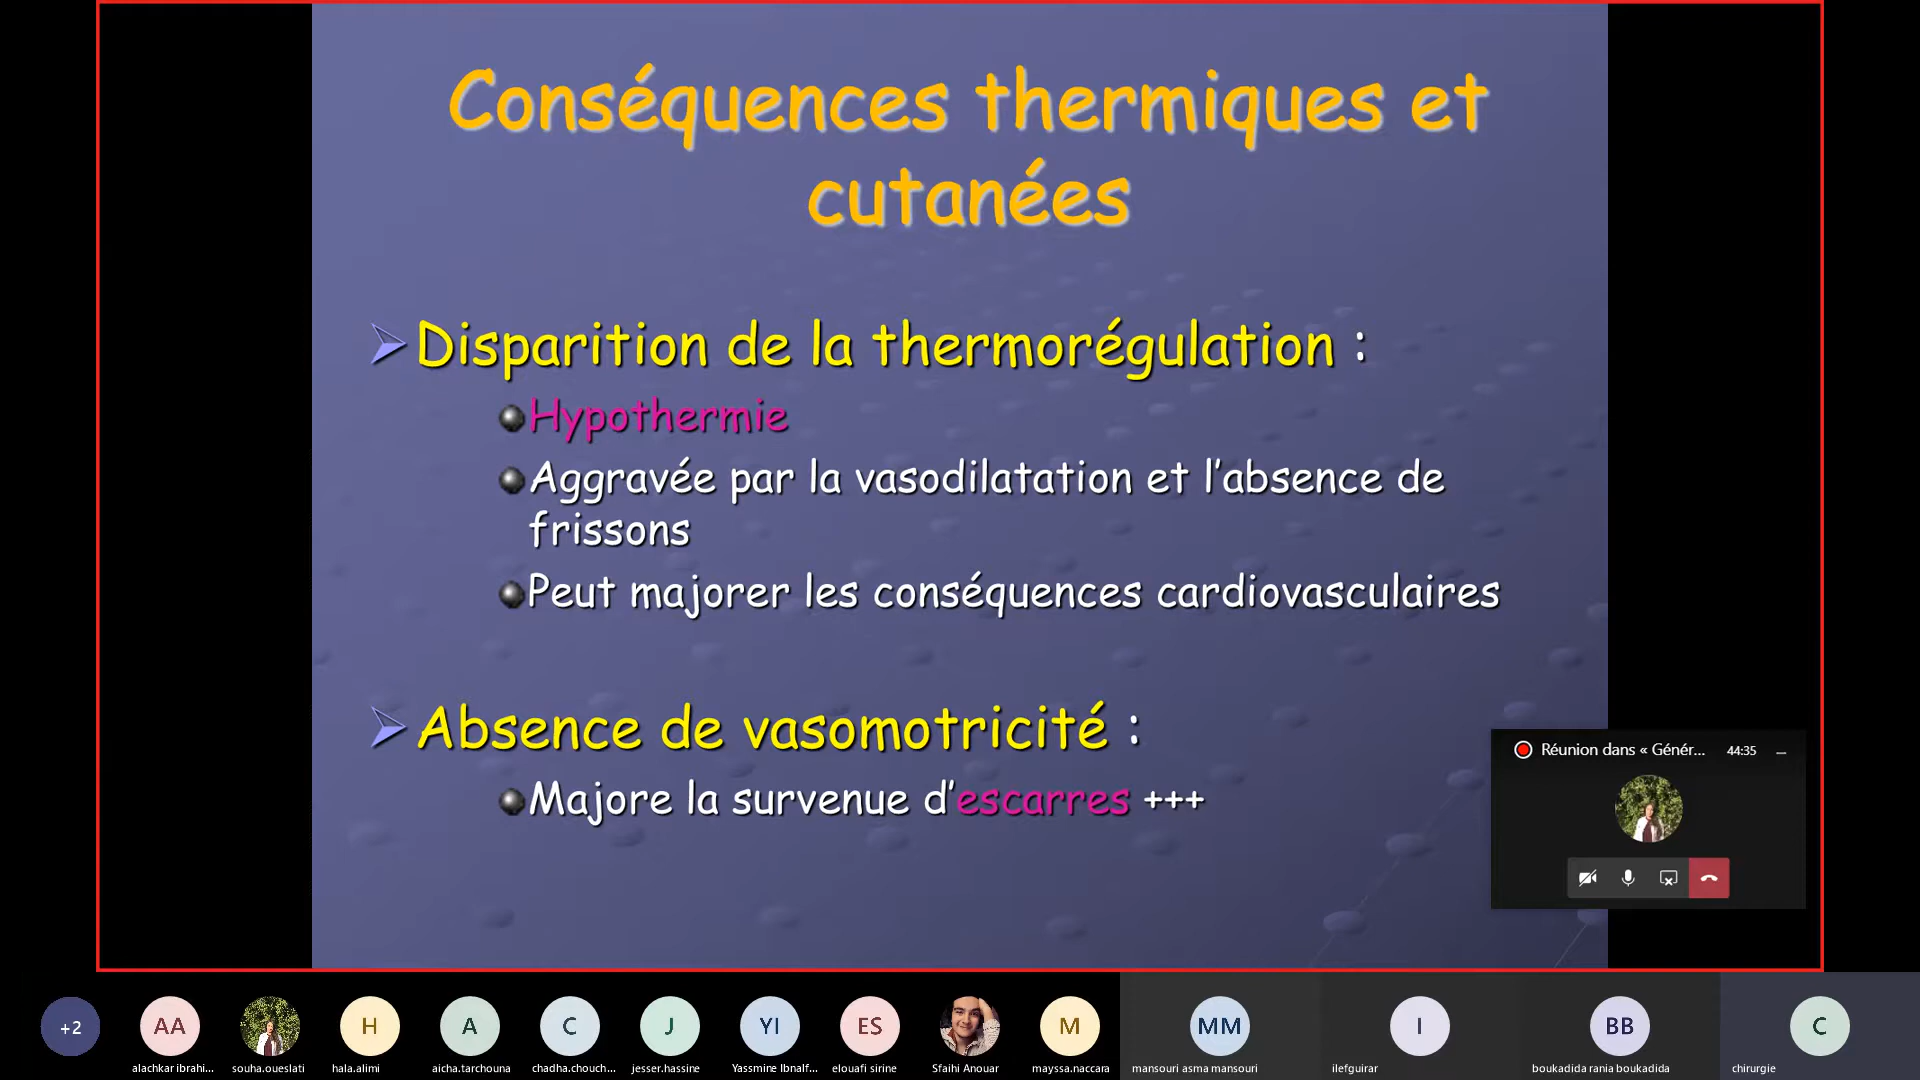 Conséquences thermiques et
cutanées
Disparition de la thermorégulation :
Hypothermie
Aggravée par la vasodilatation et l'absence de
frissons
Peut majorer les conséquences cardiovasculaires
Absence de vasomotricité :
Majore la survenue d'escarres +++
Réunion dans « Génér... 44:35
+2 AA H A C J YI ES M MM I BB C
alachkar ibrahi... souha.oueslati hala.alimi aicha.tarchouna chadha.chouch... jesser.hassine Yassmine Ibnalf... elouafi sirine Sfaihi Anouar mayssa.naccara mansouri asma mansouri ilefguirar boukadida rania boukadida chirurgie